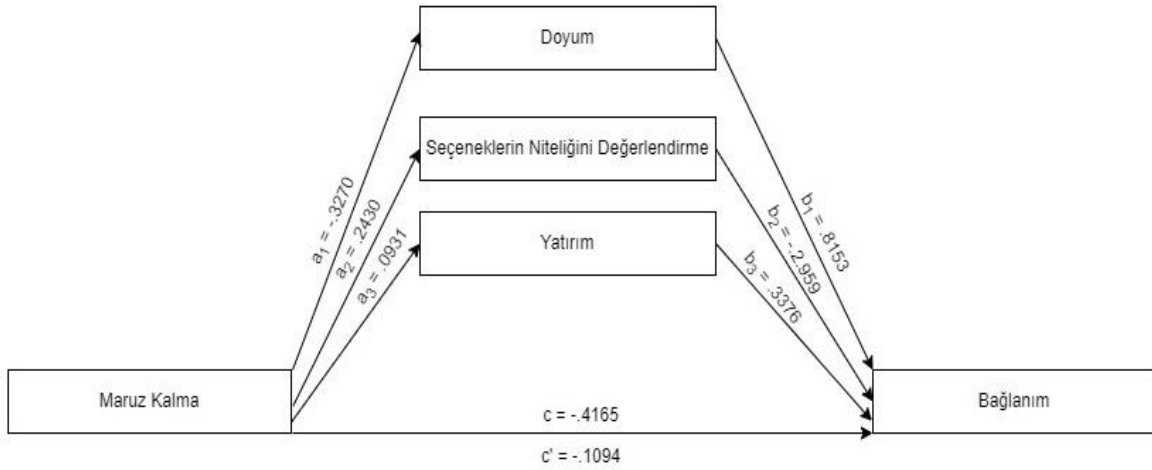 Doyum
Seçeneklerin Niteliğini Değerlendirme
Yatırım
a₁ = -.3270
a₂ = .2430
a₃ = .0931
b₁ = .8153
b₂ = -.2.959
b₃ = .3376
Maruz Kalma
Bağlanım
c = -.4165
c' = -.1094